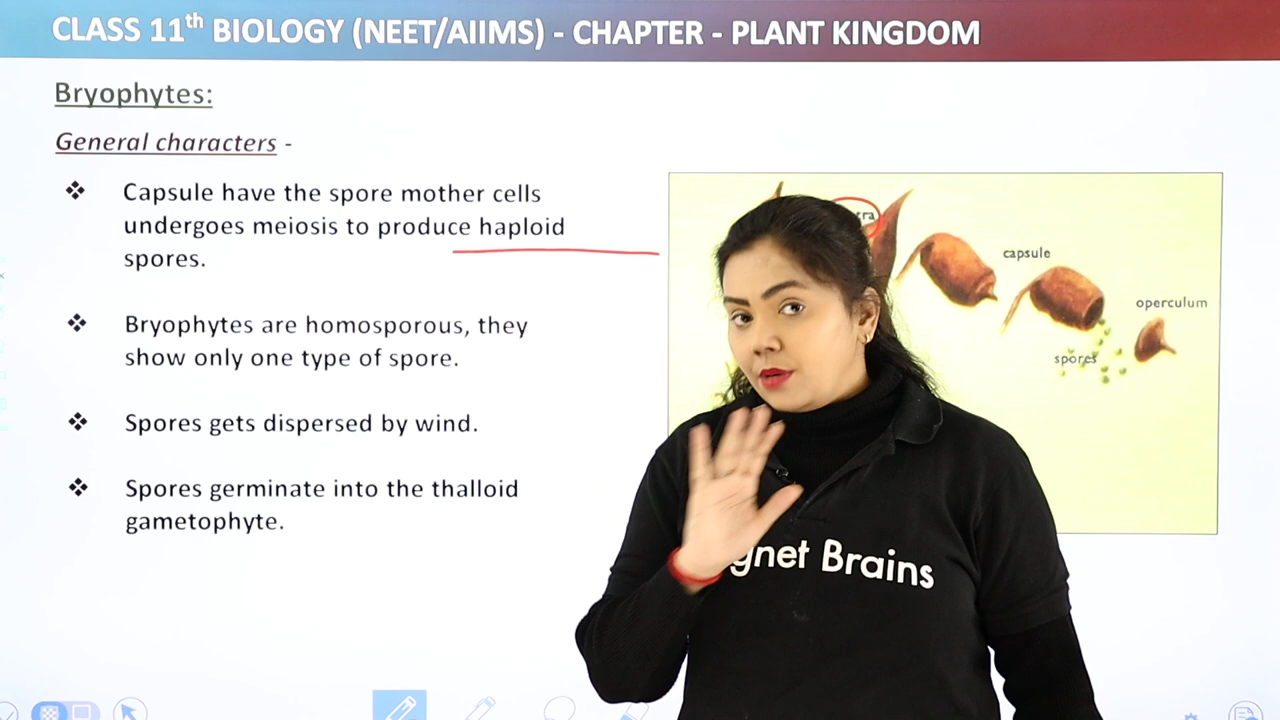 CLASS 11th BIOLOGY (NEET/AIIMS) - CHAPTER - PLANT KINGDOM
Bryophytes:
General characters -
❖ Capsule have the spore mother cells
undergoes meiosis to produce haploid
spores.
❖ Bryophytes are homosporous, they
show only one type of spore.
❖ Spores gets dispersed by wind.
❖ Spores germinate into the thalloid
gametophyte.
capsule
operculum
spores
Brains